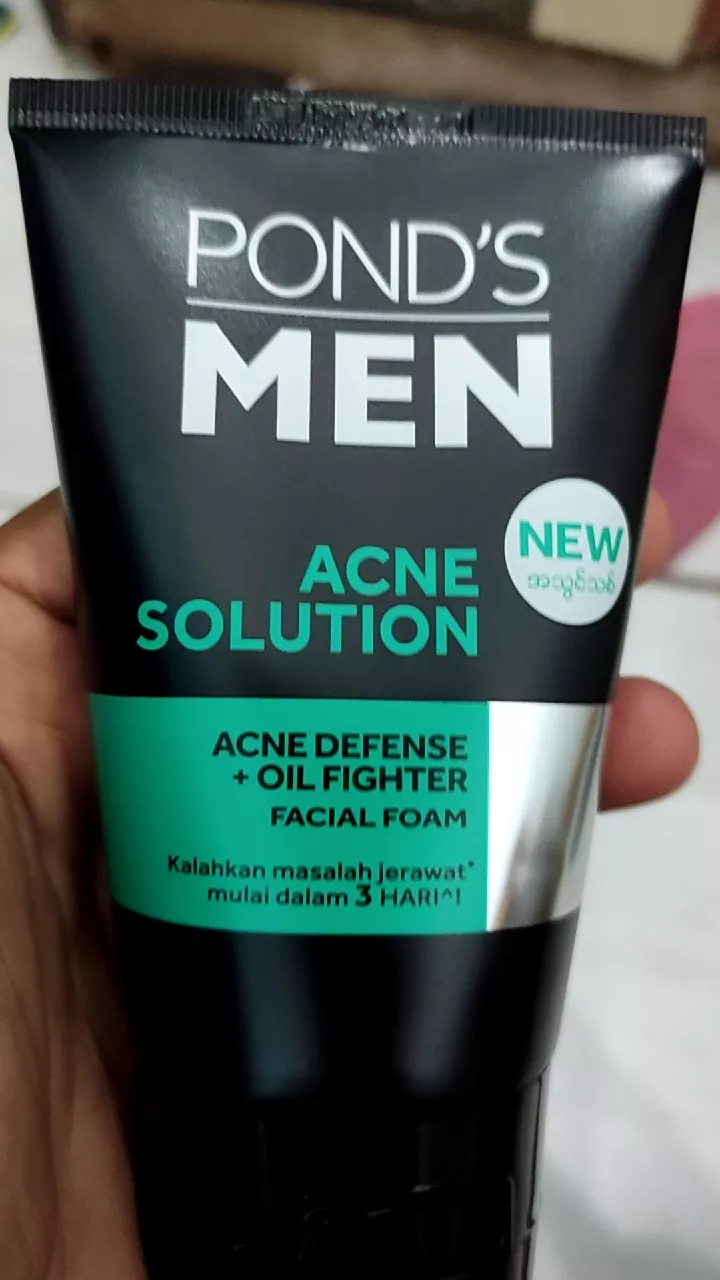 POND'S
MEN
ACNE
SOLUTION
NEW
အသွင်သစ်
ACNE DEFENSE
+ OIL FIGHTER
FACIAL FOAM
Kalahkan masalah jerawat*
mulai dalam 3 HARI^!